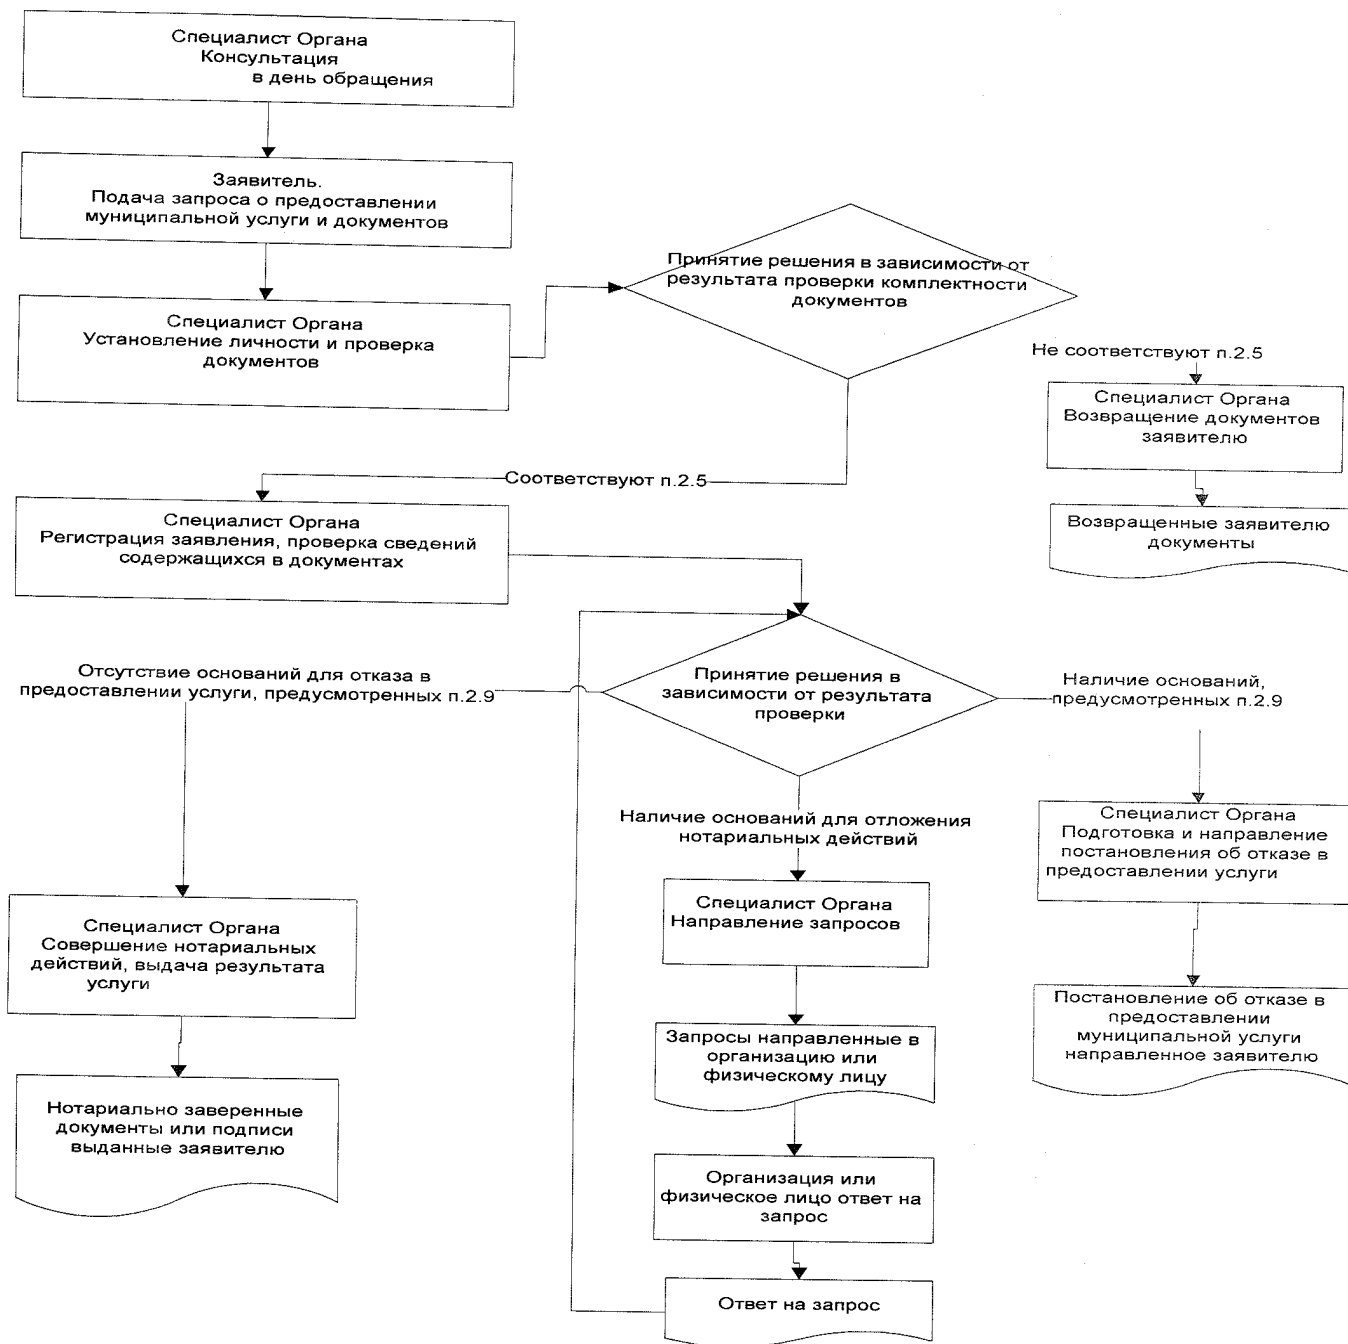 Специалист Органа
Консультация
в день обращения
Заявитель.
Подача запроса о предоставлении
муниципальной услуги и документов
Специалист Органа
Установление личности и проверка
документов
Принятие решения в зависимости от
результата проверки комплектности
документов
Не соответствуют п.2.5
Специалист Органа
Возвращение документов
заявителю
Возвращенные заявителю
документы
Соответствуют п.2.5
Специалист Органа
Регистрация заявления, проверка сведений
содержащихся в документах
Принятие решения в
зависимости от результата
проверки
Отсутствие оснований для отказа в
предоставлении услуги, предусмотренных п.2.9
Специалист Органа
Совершение нотариальных
действий, выдача результата
услуги
Нотариально заверенные
документы или подписи
выданные заявителю
Наличие оснований для отложения
нотариальных действий
Специалист Органа
Направление запросов
Запросы направленные в
организацию или
физическому лицу
Организация или
физическое лицо ответ на
запрос
Ответ на запрос
Наличие оснований,
предусмотренных п.2.9
Специалист Органа
Подготовка и направление
постановления об отказе в
предоставлении услуги
Постановление об отказе в
предоставлении
муниципальной услуги
направленное заявителю